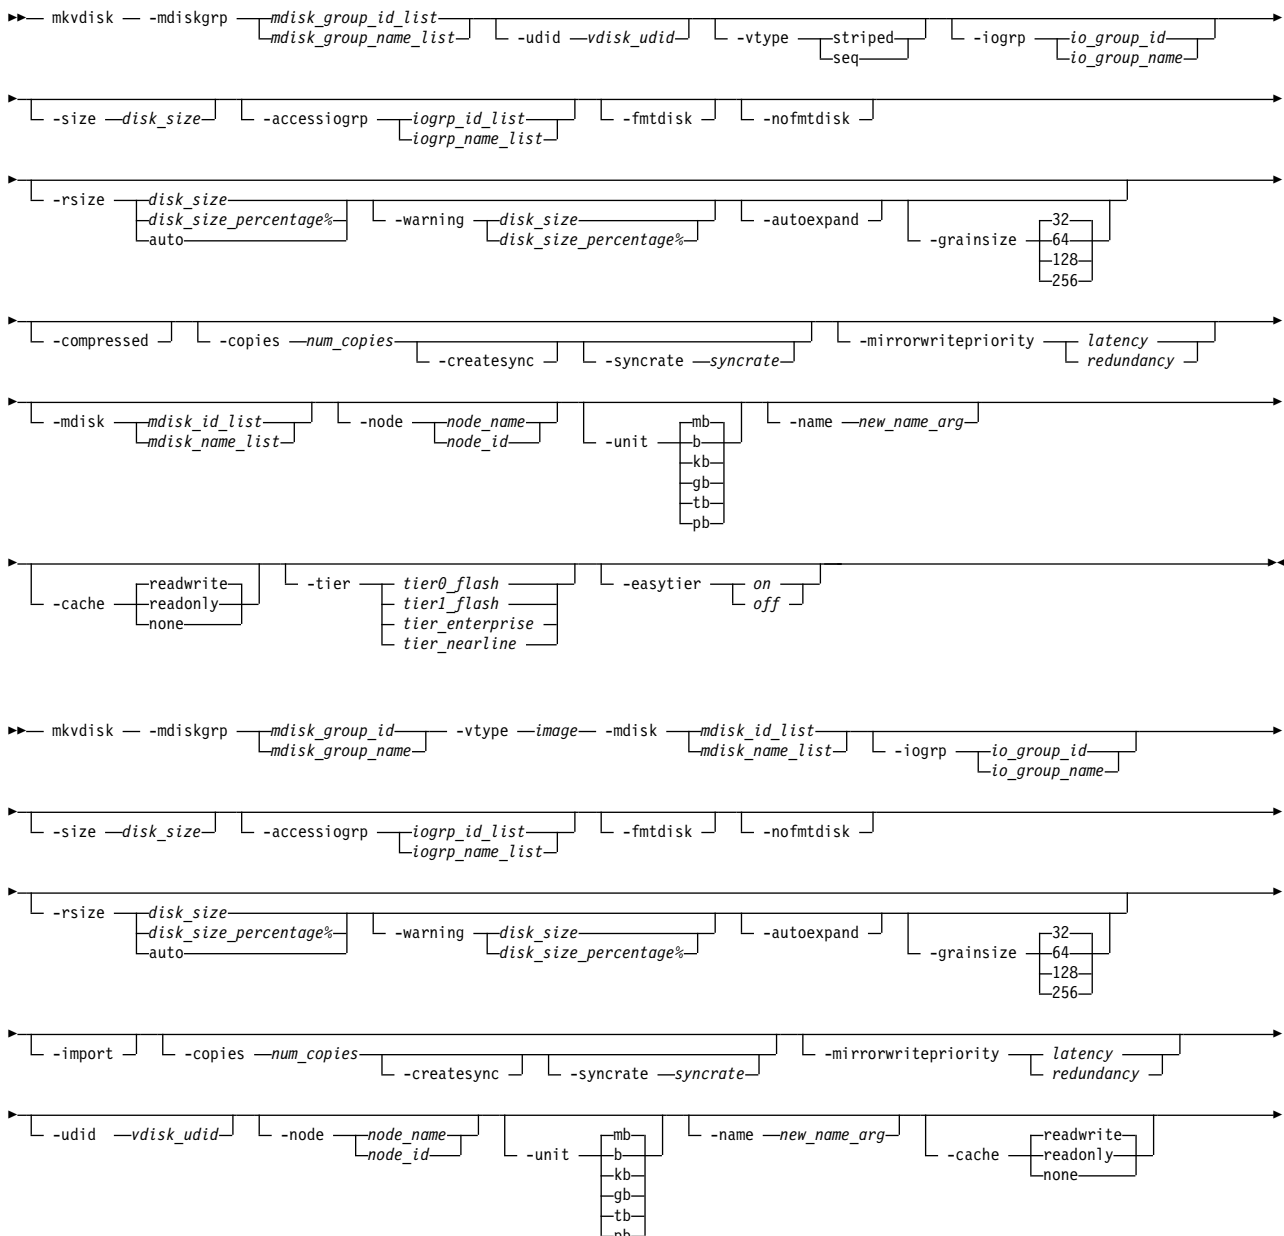 mkvdisk -mdiskgrp mdisk_group_id_list -udid vdisk_udid -vtype striped -iogrp io_group_id
mdisk_group_name_list seq io_group_name
-size disk_size -accessiogrp iogrp_id_list -fmtdisk -nofmtdisk
iogrp_name_list
-rsize disk_size -warning disk_size -autoexpand 32
disk_size_percentage% disk_size_percentage% -grainsize 64
auto 128
256
-compressed -copies num_copies -mirrorwritepriority latency
-createsync -syncrate syncrate redundancy
-mdisk mdisk_id_list -node node_name mb -name new_name_arg
mdisk_name_list node_id -unit b
kb
gb
tb
pb
readwrite -tier tier0_flash -easytier on
-cache readonly tier1_flash off
none tier_enterprise
tier_nearline
mkvdisk -mdiskgrp mdisk_group_id -vtype image -mdisk mdisk_id_list -iogrp io_group_id
mdisk_group_name mdisk_name_list io_group_name
-size disk_size -accessiogrp iogrp_id_list -fmtdisk -nofmtdisk
iogrp_name_list
-rsize disk_size -warning disk_size -autoexpand 32
disk_size_percentage% disk_size_percentage% -grainsize 64
auto 128
256
-import -copies num_copies -mirrorwritepriority latency
-createsync -syncrate syncrate redundancy
-udid vdisk_udid -node node_name mb -name new_name_arg readwrite
node_id -unit b -cache readonly
kb none
gb
tb
pb